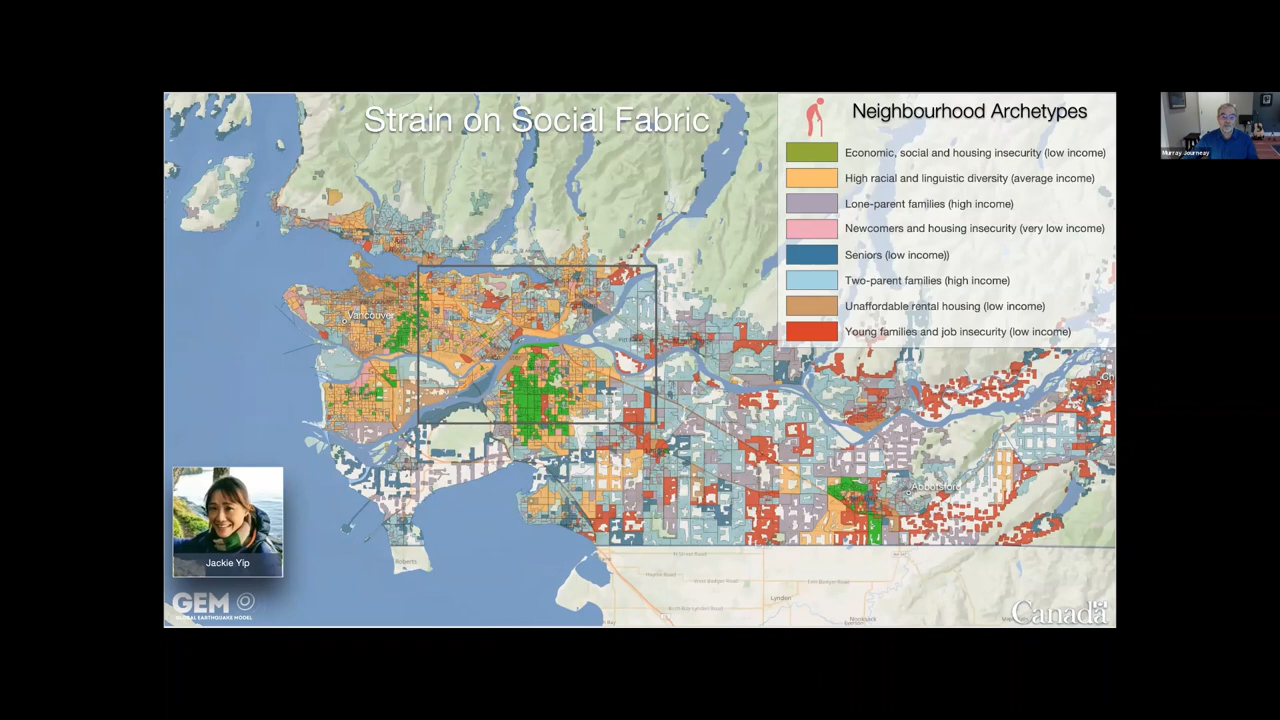 Strain on Social Fabric
Neighbourhood Archetypes
Economic, social and housing insecurity (low income)
High racial and linguistic diversity (average income)
Lone-parent families (high income)
Newcomers and housing insecurity (very low income)
Seniors (low income))
Two-parent families (high income)
Unaffordable rental housing (low income)
Young families and job insecurity (low income)
Murray Journeay
Vancouver
Abbotsford
Roberts
Lynden
Jackie Yip
GEM
GLOBAL EARTHQUAKE MODEL
Canada